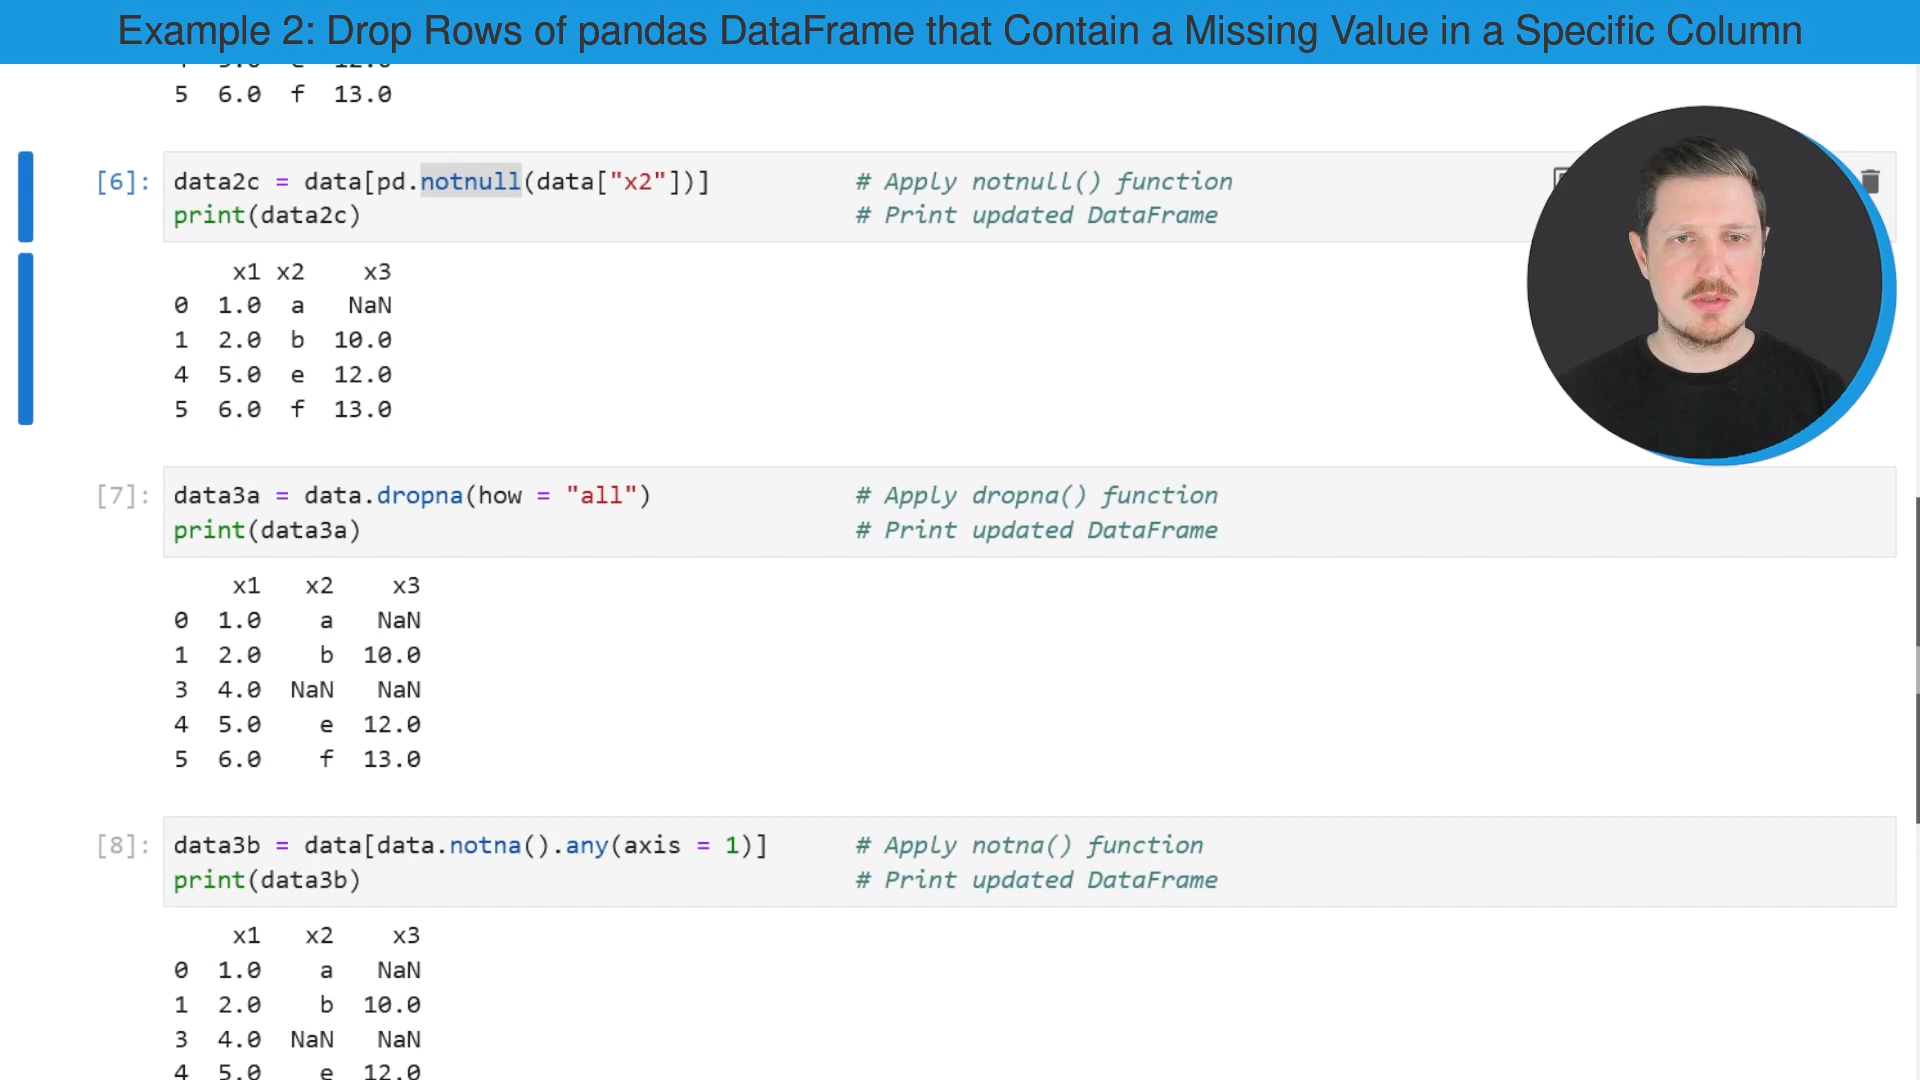 Example 2: Drop Rows of pandas DataFrame that Contain a Missing Value in a Specific Column
5 6.0 f 13.0
[6]: data2c = data[pd.notnull(data["x2"])] # Apply notnull() function
print(data2c) # Print updated DataFrame
x1 x2 x3
0 1.0 a NaN
1 2.0 b 10.0
4 5.0 e 12.0
5 6.0 f 13.0
[7]: data3a = data.dropna(how = "all") # Apply dropna() function
print(data3a) # Print updated DataFrame
x1 x2 x3
0 1.0 a NaN
1 2.0 b 10.0
3 4.0 NaN NaN
4 5.0 e 12.0
5 6.0 f 13.0
[8]: data3b = data[data.notna().any(axis = 1)] # Apply notna() function
print(data3b) # Print updated DataFrame
x1 x2 x3
0 1.0 a NaN
1 2.0 b 10.0
3 4.0 NaN NaN
4 5.0 e 12.0